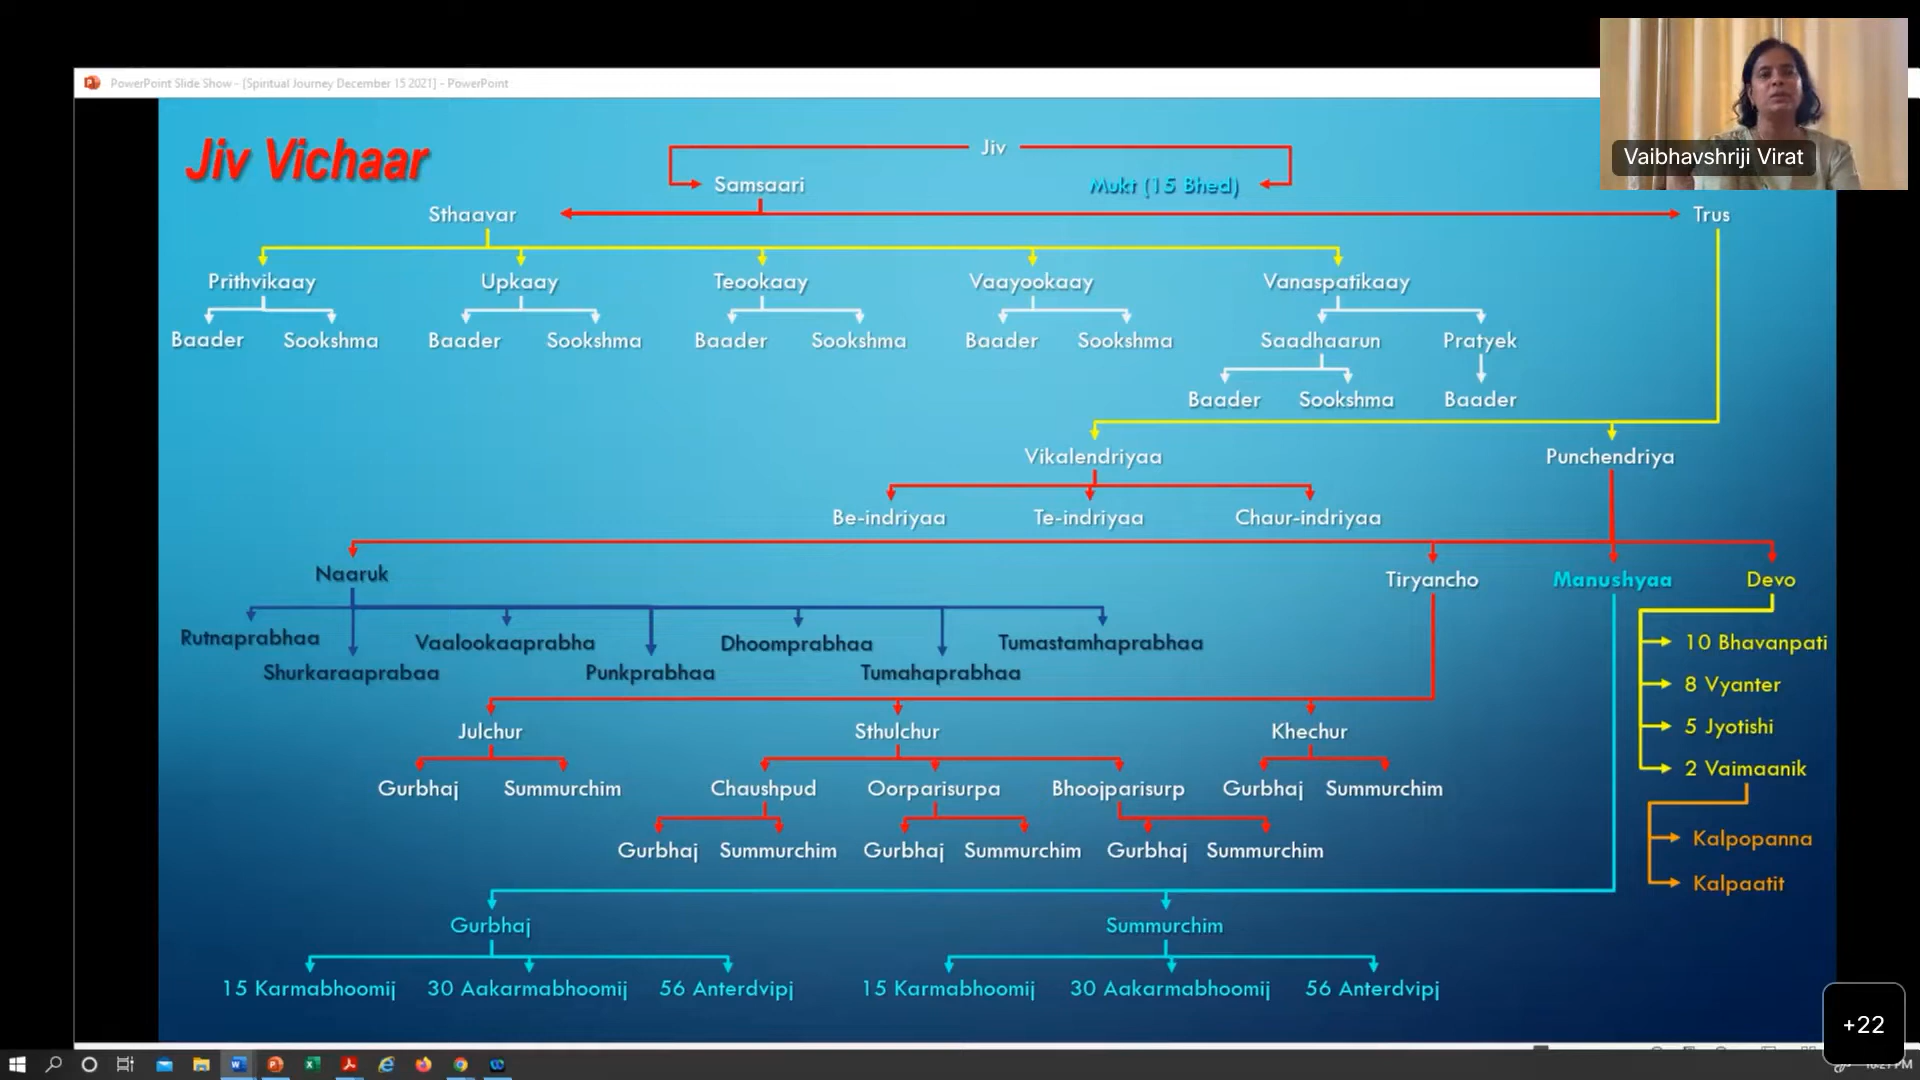 PowerPoint Slide Show - [Spiritual Journey December 15 2021] - PowerPoint
Vaibhavshriji Virat
Jiv Vichaar
Jiv
Samsaari Mukt (15 Bhed)
Sthaavar Trus
Prithvikaay Upkaay Teookaay Vaayookaay Vanaspatikaay
Baader Sookshma Baader Sookshma Baader Sookshma Baader Sookshma Saadhaarun Pratyek
Baader Sookshma Baader
Vikalendriyaa Punchendriya
Be-indriyaa Te-indriyaa Chaur-indriyaa
Naaruk Tiryancho Manushyaa Devo
Rutnaprabhaa Vaalookaaprabha Dhoomprabhaa Tumastamhaprabhaa 10 Bhavanpati
Shurkaraaprabaa Punkprabhaa Tumahaprabhaa 8 Vyanter
Julchur Sthulchur Khechur 5 Jyotishi
2 Vaimaanik
Gurbhaj Summurchim Chaushpud Oorparisurpa Bhoojparisurp Gurbhaj Summurchim
Gurbhaj Summurchim Gurbhaj Summurchim Gurbhaj Summurchim Kalpopanna
Kalpaatit
Gurbhaj Summurchim
15 Karmabhoomij 30 Aakarmabhoomij 56 Anterdvipj 15 Karmabhoomij 30 Aakarmabhoomij 56 Anterdvipj
+22